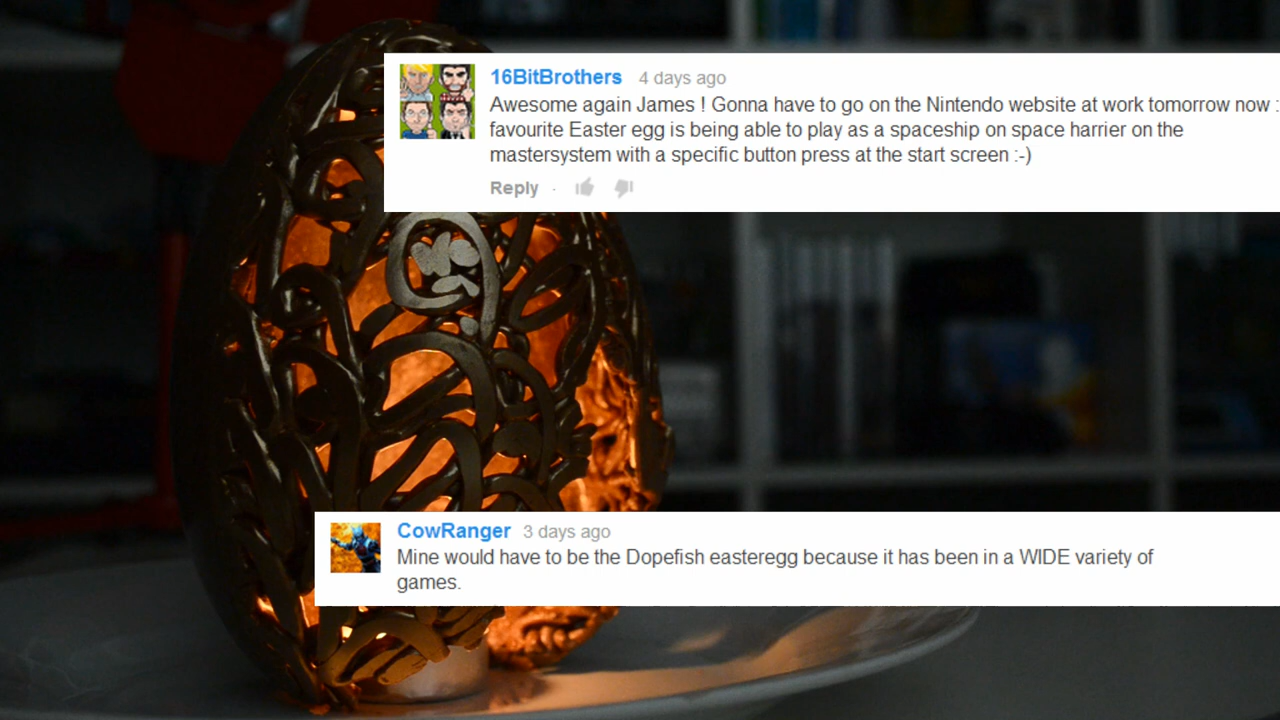 16BitBrothers 4 days ago
Awesome again James ! Gonna have to go on the Nintendo website at work tomorrow now :
favourite Easter egg is being able to play as a spaceship on space harrier on the
mastersystem with a specific button press at the start screen :-)
Reply ·
CowRanger 3 days ago
Mine would have to be the Dopefish easteregg because it has been in a WIDE variety of
games.